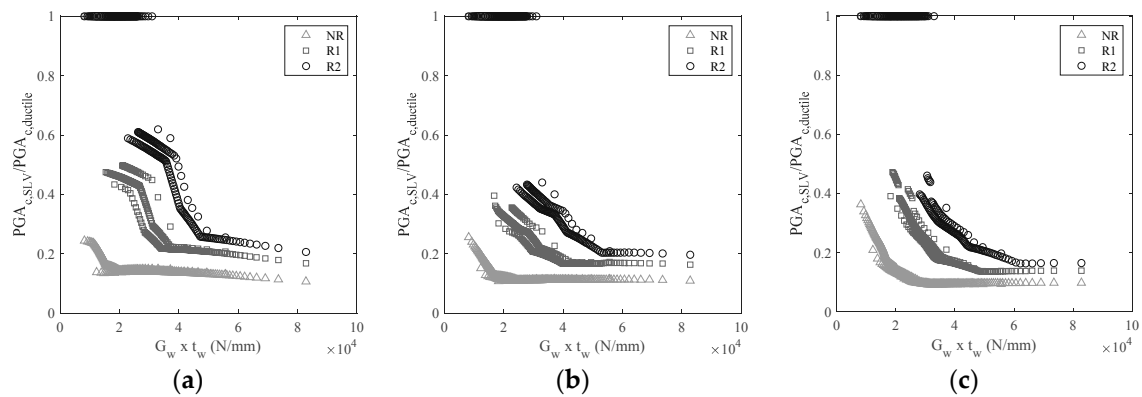 1
0.8
0.6
0.4
0.2
0
PGA_c,SLV/PGA_c,ductile
NR
R1
R2
0 2 4 6 8 10
×10^4
G_w x t_w (N/mm)
(a)
1
0.8
0.6
0.4
0.2
0
PGA_c,SLV/PGA_c,ductile
NR
R1
R2
0 2 4 6 8 10
×10^4
G_w x t_w (N/mm)
(b)
1
0.8
0.6
0.4
0.2
0
PGA_c,SLV/PGA_c,ductile
NR
R1
R2
0 2 4 6 8 10
×10^4
G_w x t_w (N/mm)
(c)